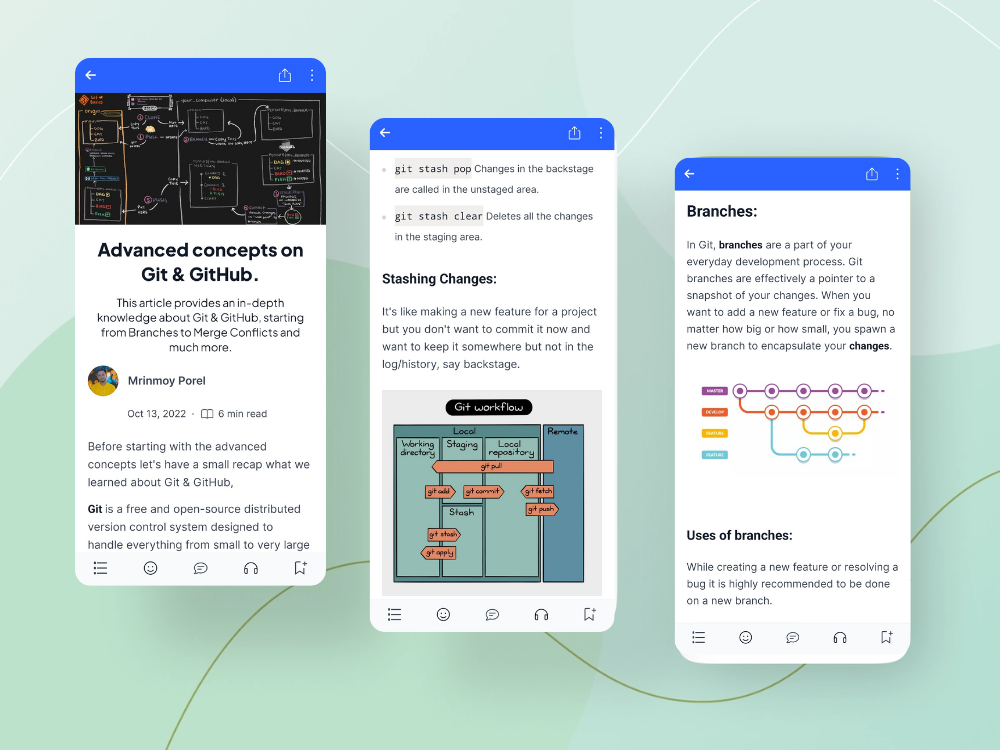 Advanced concepts on
Git & GitHub.
This article provides an in-depth
knowledge about Git & GitHub, starting
from Branches to Merge Conflicts and
much more.
Mrinmoy Porel
Oct 13, 2022 · 6 min read
Before starting with the advanced
concepts let's have a small recap what we
learned about Git & GitHub,
Git is a free and open-source distributed
version control system designed to
handle everything from small to very large
git stash pop Changes in the backstage
are called in the unstaged area.
git stash clear Deletes all the changes
in the staging area.
Stashing Changes:
It's like making a new feature for a project
but you don't want to commit it now and
want to keep it somewhere but not in the
log/history, say backstage.
Git workflow
Local
Remote
Working
directory
Staging
Local
repository
git pull
git add
git commit
git fetch
git push
Stash
git stash
git apply
Branches:
In Git, branches are a part of your
everyday development process. Git
branches are effectively a pointer to a
snapshot of your changes. When you
want to add a new feature or fix a bug, no
matter how big or how small, you spawn a
new branch to encapsulate your changes.
MASTER
DEVELOP
FEATURE
FEATURE
Uses of branches:
While creating a new feature or resolving a
bug it is highly recommended to be done
on a new branch.